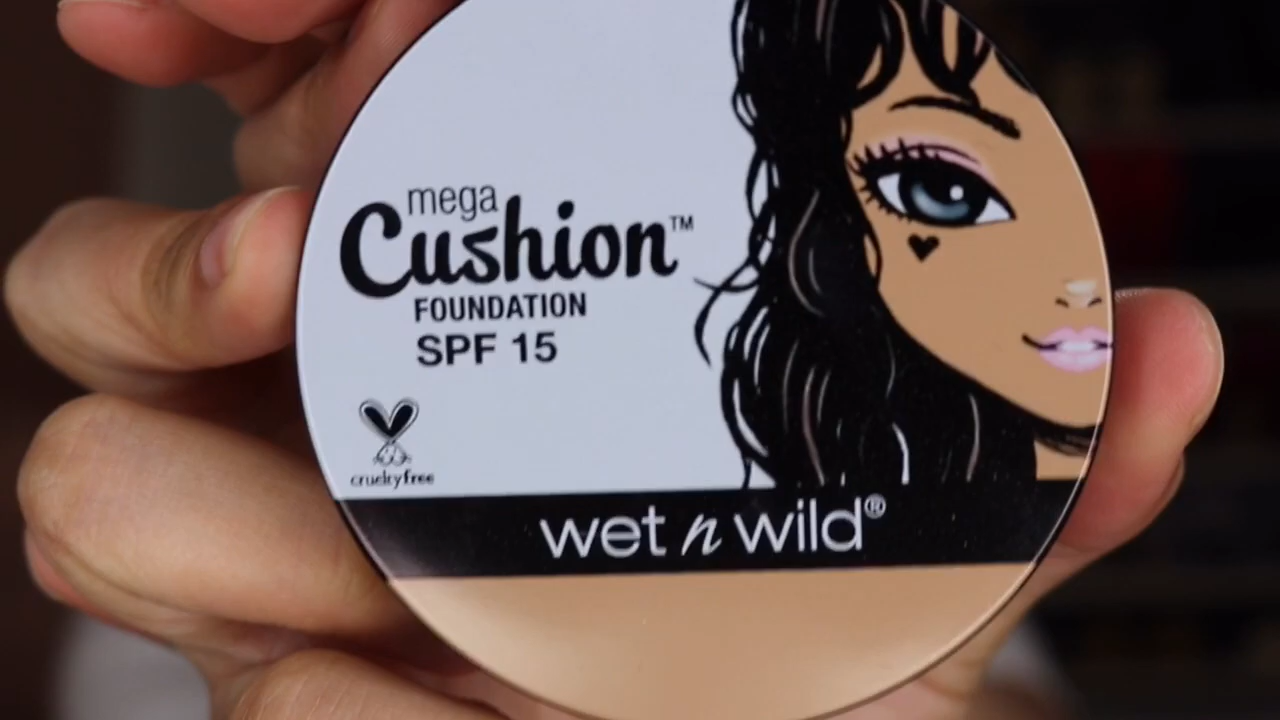 mega
Cushion™
FOUNDATION
SPF 15
crueltyfree
wet n wild®